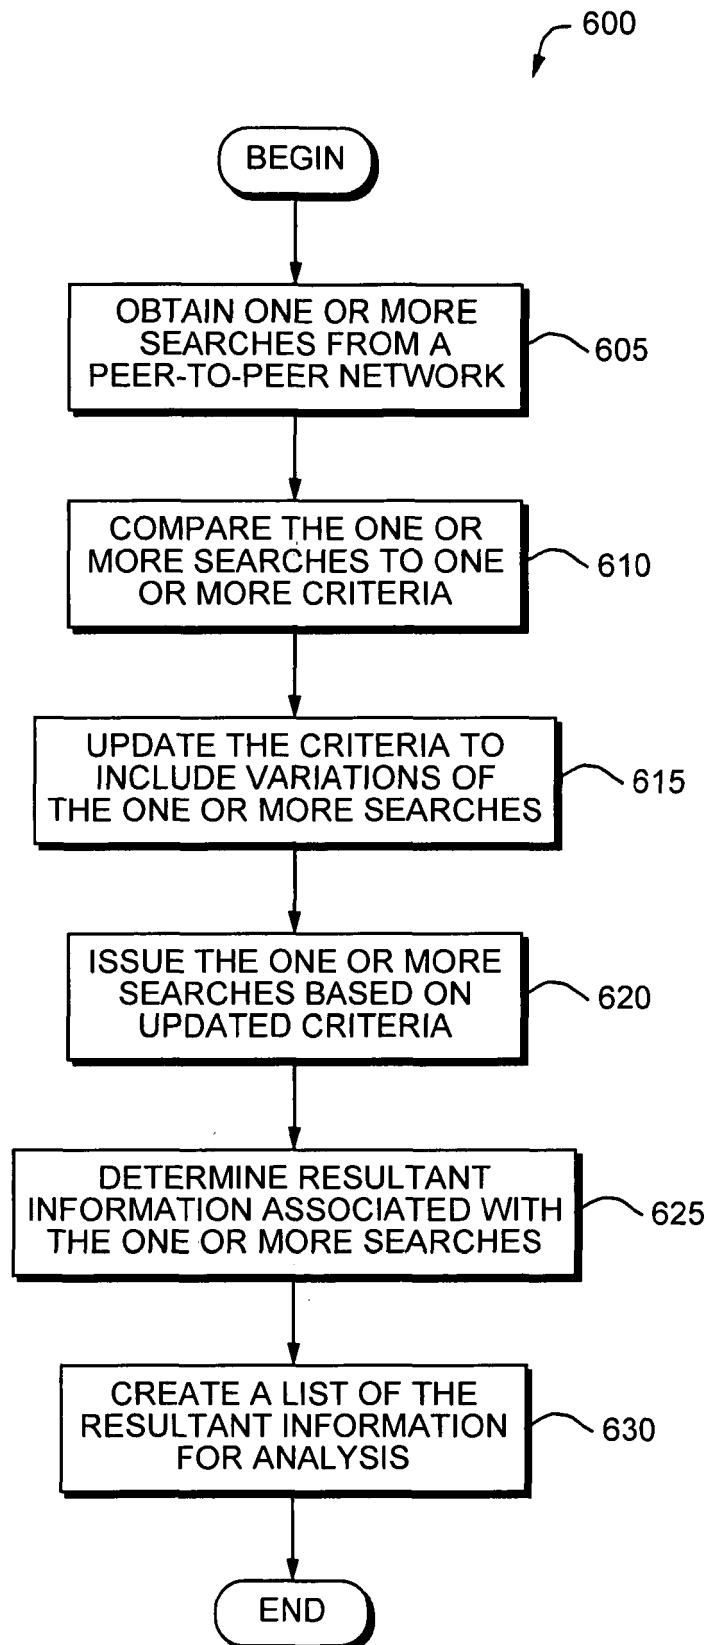 600
BEGIN
OBTAIN ONE OR MORE
SEARCHES FROM A
PEER-TO-PEER NETWORK
605
COMPARE THE ONE OR
MORE SEARCHES TO ONE
OR MORE CRITERIA
610
UPDATE THE CRITERIA TO
INCLUDE VARIATIONS OF
THE ONE OR MORE SEARCHES
615
ISSUE THE ONE OR MORE
SEARCHES BASED ON
UPDATED CRITERIA
620
DETERMINE RESULTANT
INFORMATION ASSOCIATED WITH
THE ONE OR MORE SEARCHES
625
CREATE A LIST OF THE
RESULTANT INFORMATION
FOR ANALYSIS
630
END